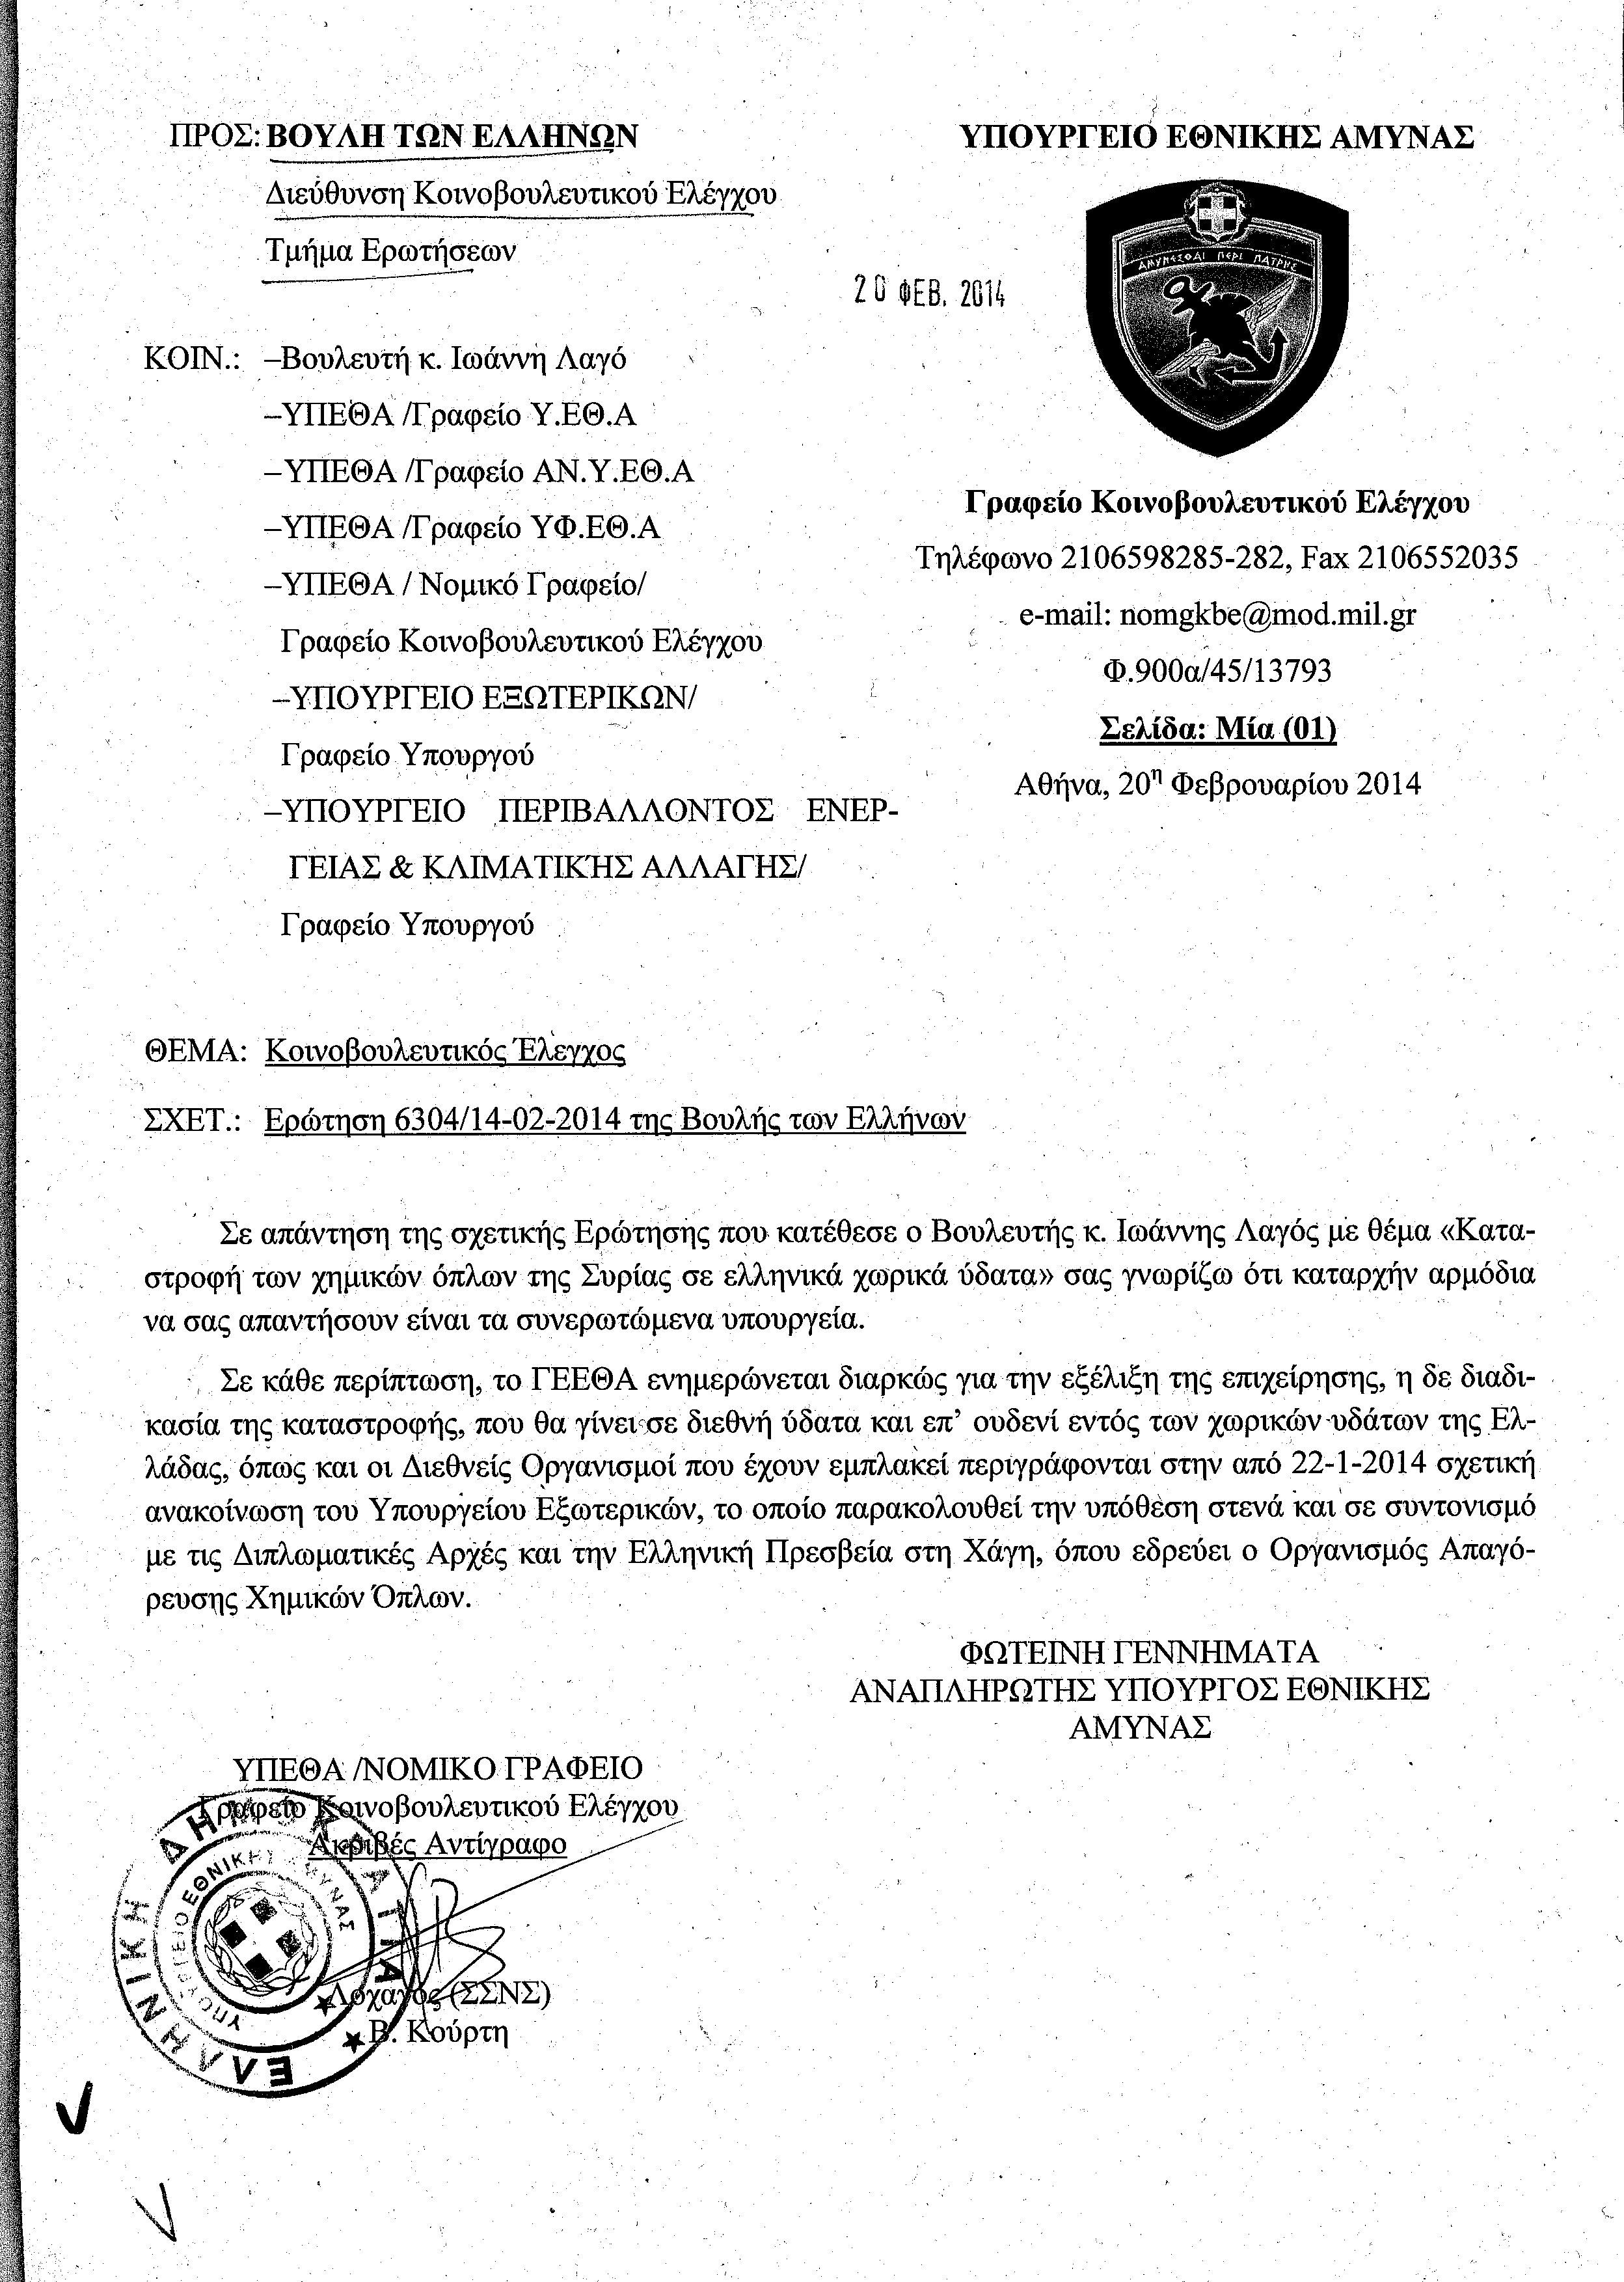 ΠΡΟΣ: ΒΟΥΛΗ ΤΩΝ ΕΛΛΗΝΩΝ
Διεύθυνση Κοινοβουλευτικού Ελέγχου
Τμήμα Ερωτήσεων
ΚΟΙΝ.: –Βουλευτή κ. Ιωάννη Λαγό
–ΥΠΕΘΑ /Γραφείο Υ.ΕΘ.Α
–ΥΠΕΘΑ /Γραφείο ΑΝ.Υ.ΕΘ.Α
–ΥΠΕΘΑ /Γραφείο ΥΦ.ΕΘ.Α
–ΥΠΕΘΑ / Νομικό Γραφείο/
Γραφείο Κοινοβουλευτικού Ελέγχου
–ΥΠΟΥΡΓΕΙΟ ΕΞΩΤΕΡΙΚΩΝ/
Γραφείο Υπουργού
–ΥΠΟΥΡΓΕΙΟ ΠΕΡΙΒΑΛΛΟΝΤΟΣ ΕΝΕΡ-
ΓΕΙΑΣ & ΚΛΙΜΑΤΙΚΗΣ ΑΛΛΑΓΗΣ/
Γραφείο Υπουργού
20 ΦΕΒ. 2014
ΥΠΟΥΡΓΕΙΟ ΕΘΝΙΚΗΣ ΑΜΥΝΑΣ
ΑΜΥΝΕΣΘΑΙ ΠΕΡΙ ΠΑΤΡΗΣ
Γραφείο Κοινοβουλευτικού Ελέγχου
Τηλέφωνο 2106598285-282, Fax 2106552035
e-mail: nomgkbe@mod.mil.gr
Φ.900α/45/13793
Σελίδα: Μία (01)
Αθήνα, 20η Φεβρουαρίου 2014
ΘΕΜΑ: Κοινοβουλευτικός Έλεγχος
ΣΧΕΤ.: Ερώτηση 6304/14-02-2014 της Βουλής των Ελλήνων
Σε απάντηση της σχετικής Ερώτησης που κατέθεσε ο Βουλευτής κ. Ιωάννης Λαγός με θέμα «Κατα-
στροφή των χημικών όπλων της Συρίας σε ελληνικά χωρικά ύδατα» σας γνωρίζω ότι καταρχήν αρμόδια
να σας απαντήσουν είναι τα συνερωτώμενα υπουργεία.
Σε κάθε περίπτωση, το ΓΕΕΘΑ ενημερώνεται διαρκώς για την εξέλιξη της επιχείρησης, η δε διαδι-
κασία της καταστροφής, που θα γίνει σε διεθνή ύδατα και επ’ ουδενί εντός των χωρικών υδάτων της Ελ-
λάδας, όπως και οι Διεθνείς Οργανισμοί που έχουν εμπλακεί περιγράφονται στην από 22-1-2014 σχετική
ανακοίνωση του Υπουργείου Εξωτερικών, το οποίο παρακολουθεί την υπόθεση στενά και σε συντονισμό
με τις Διπλωματικές Αρχές και την Ελληνική Πρεσβεία στη Χάγη, όπου εδρεύει ο Οργανισμός Απαγό-
ρευσης Χημικών Όπλων.
ΦΩΤΕΙΝΗ ΓΕΝΝΗΜΑΤΑ
ΑΝΑΠΛΗΡΩΤΗΣ ΥΠΟΥΡΓΟΣ ΕΘΝΙΚΗΣ
ΑΜΥΝΑΣ
ΥΠΕΘΑ /ΝΟΜΙΚΟ ΓΡΑΦΕΙΟ
Γραφείο Κοινοβουλευτικού Ελέγχου
Ακριβές Αντίγραφο
ΕΛΛΗΝΙΚΗ ΔΗΜΟΚΡΑΤΙΑ
ΥΠΟΥΡΓΕΙΟ ΕΘΝΙΚΗΣ ΑΜΥΝΑΣ
Λοχαγός (ΣΣΝΣ)
Β. Κούρτη